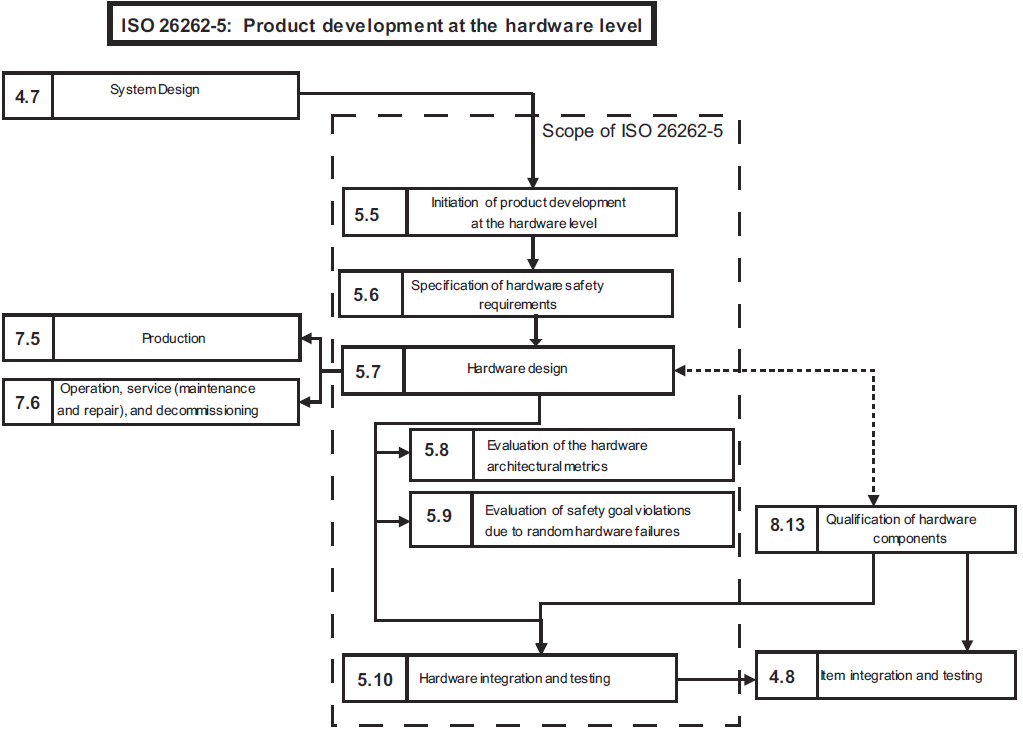 ISO 26262-5: Product development at the hardware level
4.7
System Design
Scope of ISO 26262-5
5.5
Initiation of product development
at the hardware level
5.6
Specification of hardware safety
requirements
7.5
Production
5.7
Hardware design
7.6
Operation, service (maintenance
and repair), and decommissioning
5.8
Evaluation of the hardware
architectural metrics
5.9
Evaluation of safety goal violations
due to random hardware failures
8.13
Qualification of hardware
components
5.10
Hardware integration and testing
4.8
Item integration and testing